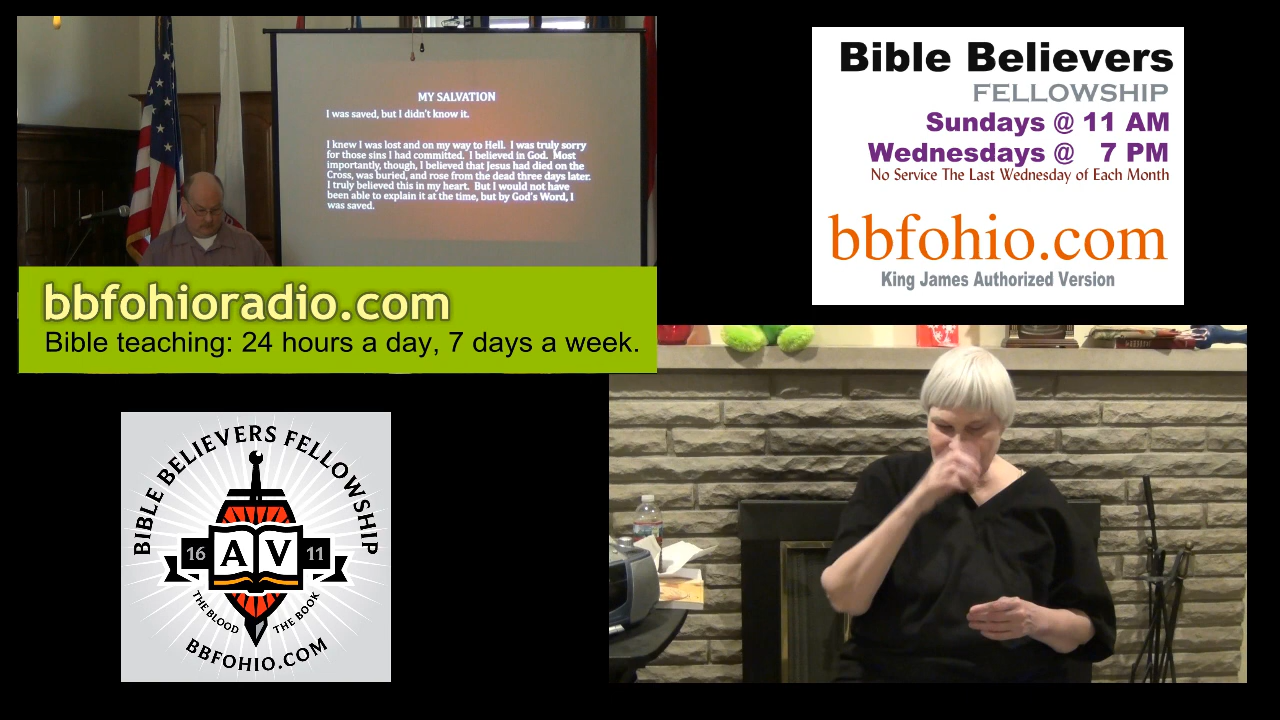 MY SALVATION
I was saved, but I didn't know it.
I knew I was lost and on my way to Hell. I was truly sorry
for those sins I had committed. I believed in God. Most
importantly, though, I believed that Jesus had died on the
Cross, was buried, and rose from the dead three days later.
I truly believed this in my heart. But I would not have
been able to explain it at the time, but by God's Word, I
was saved.
bbfohioradio.com
Bible teaching: 24 hours a day, 7 days a week.
Bible Believers
FELLOWSHIP
Sundays @ 11 AM
Wednesdays @ 7 PM
No Service The Last Wednesday of Each Month
bbfohio.com
King James Authorized Version
BIBLE BELIEVERS FELLOWSHIP
16 AV 11
THE BLOOD THE BOOK
BBFOHIO.COM